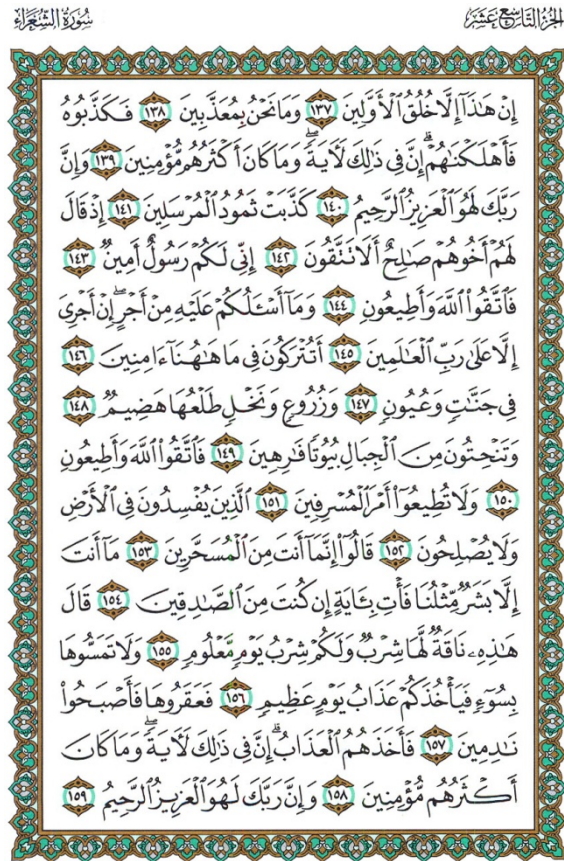 الجزء التاسع عشر
سورة الشعراء
إِنْ هَٰذَآ إِلَّا خُلُقُ ٱلْأَوَّلِينَ ١٣٧ وَمَا نَحْنُ بِمُعَذَّبِينَ ١٣٨ فَكَذَّبُوهُ
فَأَهْلَكْنَٰهُمْ ۗ إِنَّ فِى ذَٰلِكَ لَءَايَةً ۖ وَمَا كَانَ أَكْثَرُهُم مُّؤْمِنِينَ ١٣٩ وَإِنَّ
رَبَّكَ لَهُوَ ٱلْعَزِيزُ ٱلرَّحِيمُ ١٤٠ كَذَّبَتْ ثَمُودُ ٱلْمُرْسَلِينَ ١٤١ إِذْ قَالَ
لَهُمْ أَخُوهُمْ صَٰلِحٌ أَلَا تَتَّقُونَ ١٤٢ إِنِّى لَكُمْ رَسُولٌ أَمِينٌ ١٤٣
فَٱتَّقُوا۟ ٱللَّهَ وَأَطِيعُونِ ١٤٤ وَمَآ أَسْـَٔلُكُمْ عَلَيْهِ مِنْ أَجْرٍ ۖ إِنْ أَجْرِىَ
إِلَّا عَلَىٰ رَبِّ ٱلْعَٰلَمِينَ ١٤٥ أَتُتْرَكُونَ فِى مَا هَٰهُنَآ ءَامِنِينَ ١٤٦
فِى جَنَّٰتٍ وَعُيُونٍ ١٤٧ وَزُرُوعٍ وَنَخْلٍ طَلْعُهَا هَضِيمٌ ١٤٨
وَتَنْحِتُونَ مِنَ ٱلْجِبَالِ بُيُوتًا فَٰرِهِينَ ١٤٩ فَٱتَّقُوا۟ ٱللَّهَ وَأَطِيعُونِ
١٥٠ وَلَا تُطِيعُوٓا۟ أَمْرَ ٱلْمُسْرِفِينَ ١٥١ ٱلَّذِينَ يُفْسِدُونَ فِى ٱلْأَرْضِ
وَلَا يُصْلِحُونَ ١٥٢ قَالُوٓا۟ إِنَّمَآ أَنتَ مِنَ ٱلْمُسَحَّرِينَ ١٥٣ مَآ أَنتَ
إِلَّا بَشَرٌ مِّثْلُنَا فَأْتِ بِـَٔايَةٍ إِن كُنتَ مِنَ ٱلصَّٰدِقِينَ ١٥٤ قَالَ
هَٰذِهِۦ نَاقَةٌ لَّهَا شِرْبٌ وَلَكُمْ شِرْبُ يَوْمٍ مَّعْلُومٍ ١٥٥ وَلَا تَمَسُّوهَا
بِسُوٓءٍ فَيَأْخُذَكُمْ عَذَابُ يَوْمٍ عَظِيمٍ ١٥٦ فَعَقَرُوهَا فَأَصْبَحُوا۟
نَٰدِمِينَ ١٥٧ فَأَخَذَهُمُ ٱلْعَذَابُ ۗ إِنَّ فِى ذَٰلِكَ لَءَايَةً ۖ وَمَا كَانَ
أَكْثَرُهُم مُّؤْمِنِينَ ١٥٨ وَإِنَّ رَبَّكَ لَهُوَ ٱلْعَزِيزُ ٱلرَّحِيمُ ١٥٩